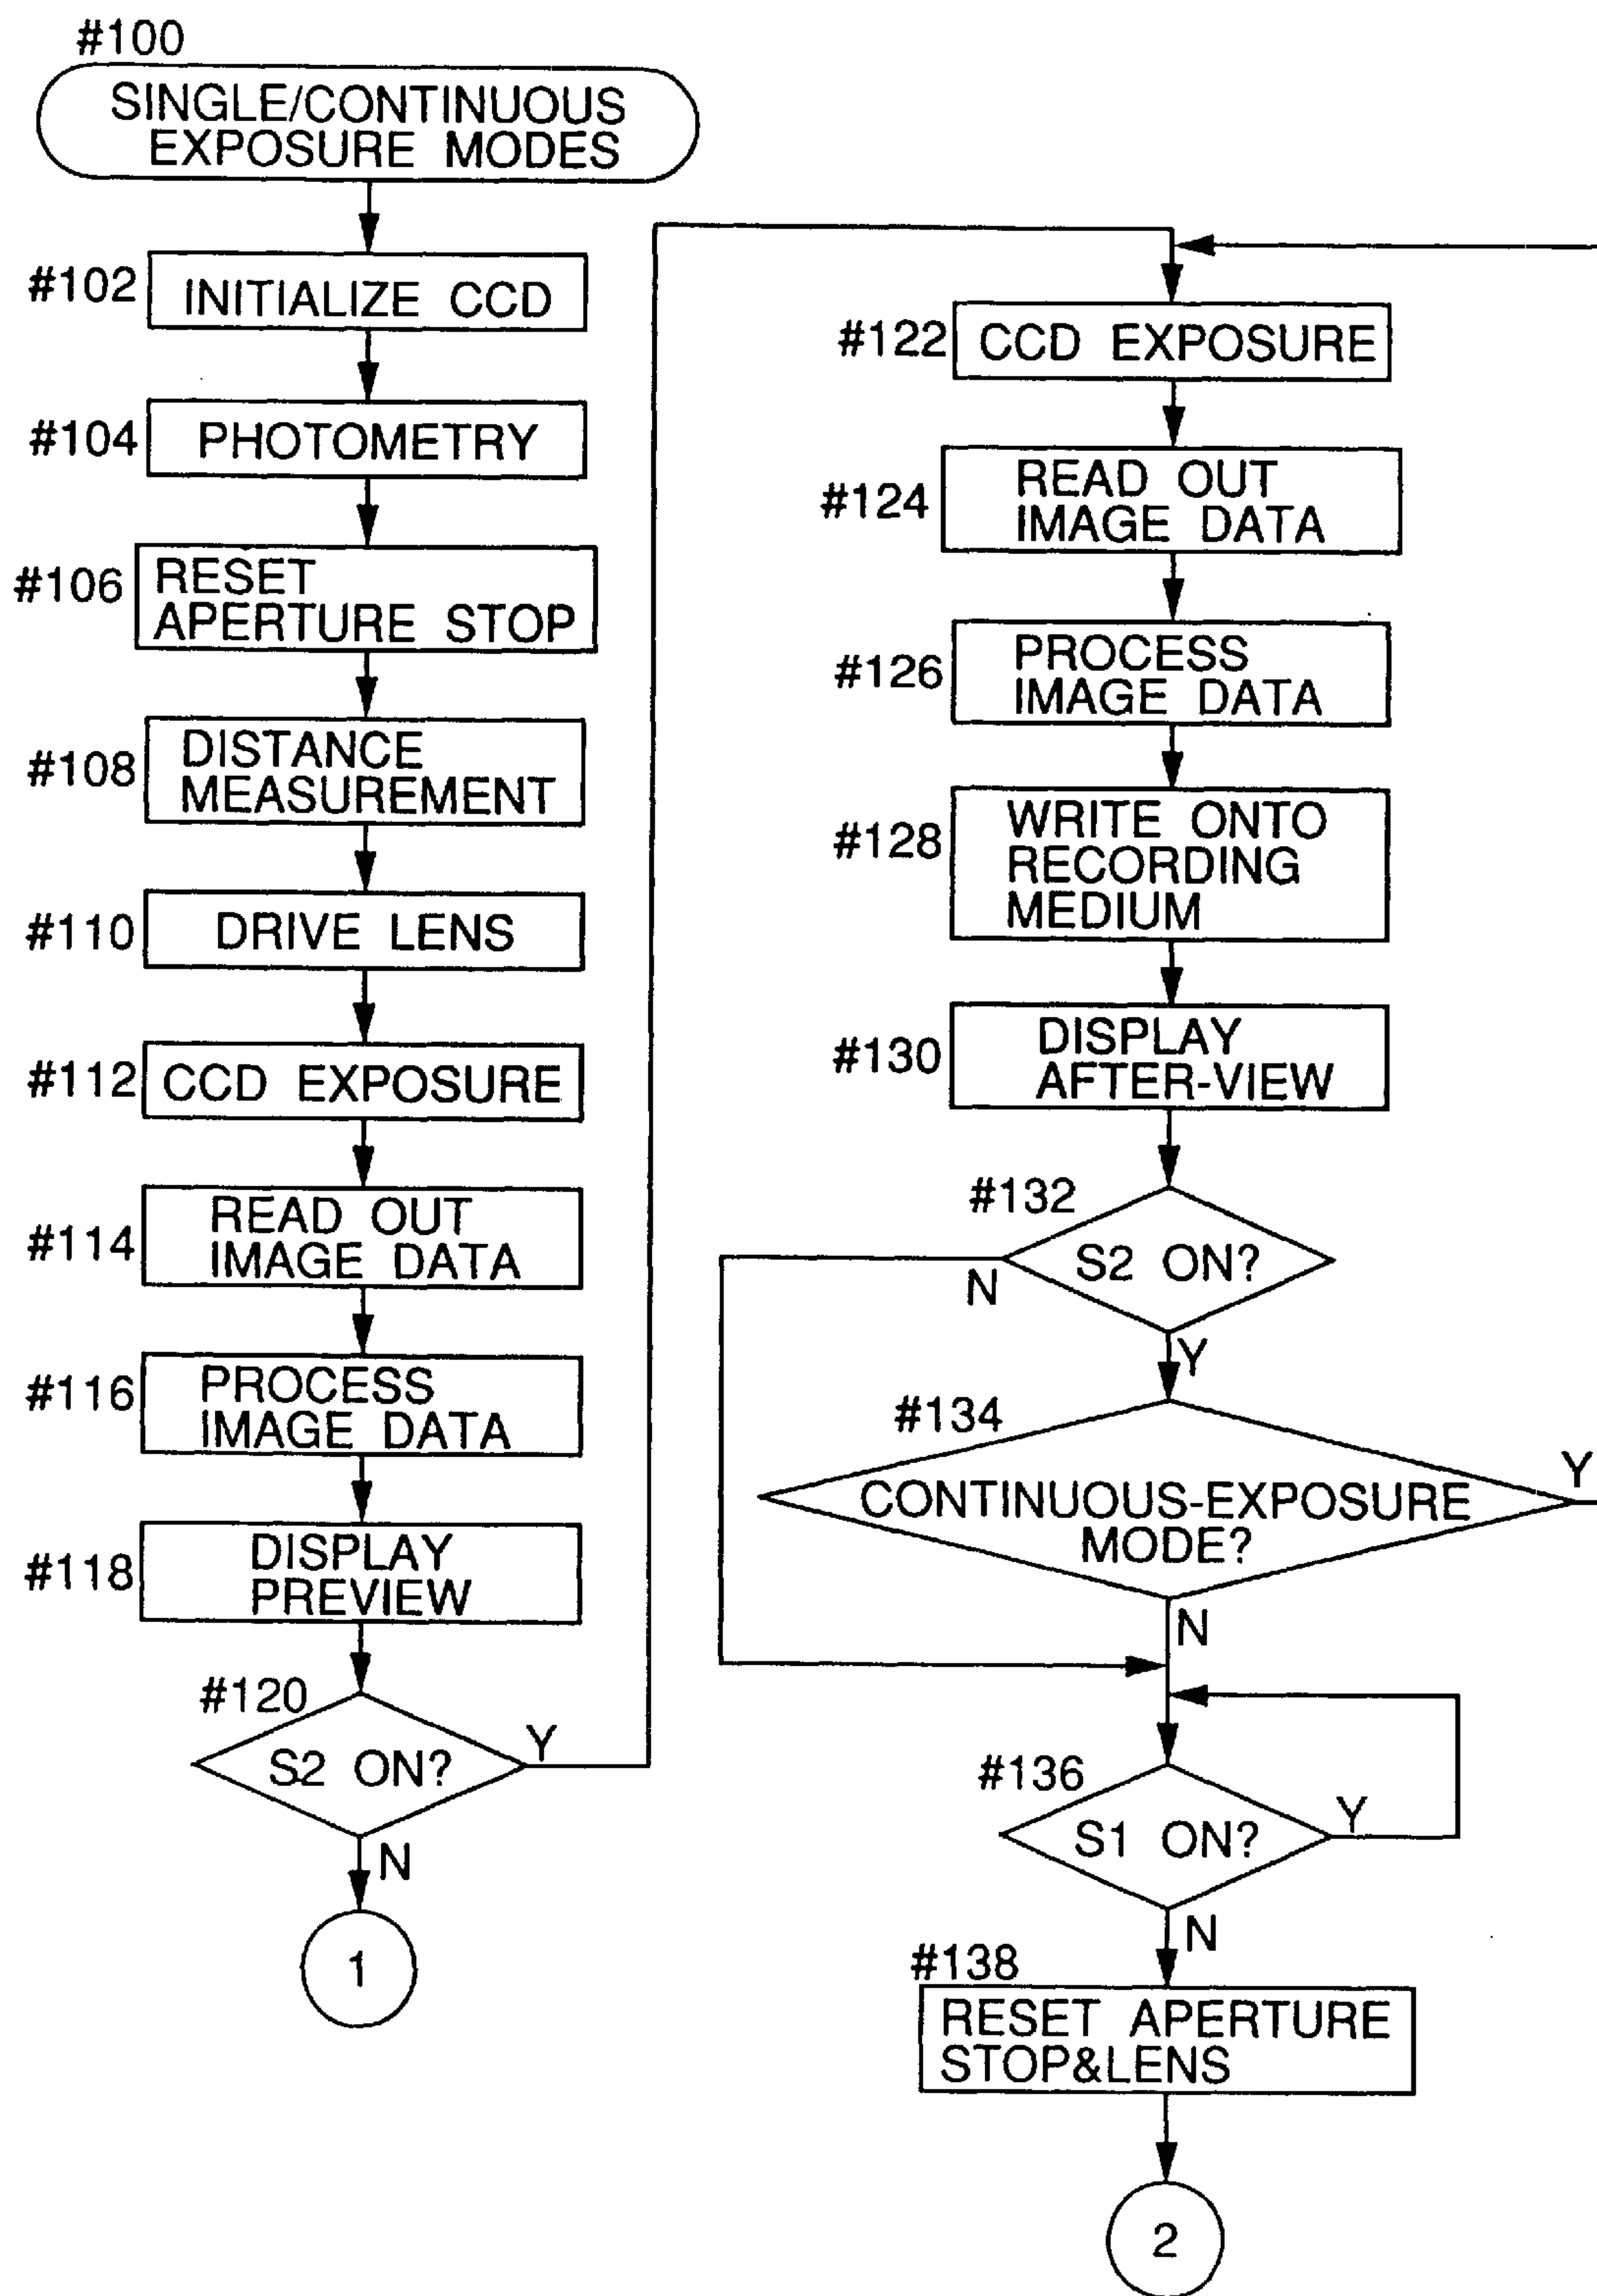 #100
SINGLE/CONTINUOUS
EXPOSURE MODES
#102
INITIALIZE CCD
#104
PHOTOMETRY
#106
RESET
APERTURE STOP
#108
DISTANCE
MEASUREMENT
#110
DRIVE LENS
#112
CCD EXPOSURE
#114
READ OUT
IMAGE DATA
#116
PROCESS
IMAGE DATA
#118
DISPLAY
PREVIEW
#120
S2 ON?
Y
N
1
#122
CCD EXPOSURE
#124
READ OUT
IMAGE DATA
#126
PROCESS
IMAGE DATA
#128
WRITE ONTO
RECORDING
MEDIUM
#130
DISPLAY
AFTER-VIEW
#132
S2 ON?
N
Y
#134
CONTINUOUS-EXPOSURE
MODE?
Y
N
#136
S1 ON?
Y
N
#138
RESET APERTURE
STOP&LENS
2